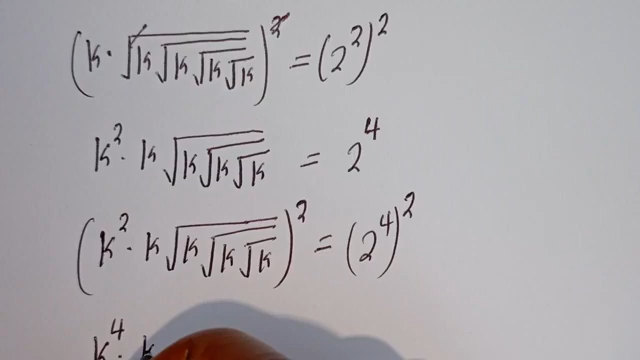 (k · √k√k√k√k)² = (2²)²
k² · k√k√k√k = 2⁴
(k² · k√k√k√k)² = (2⁴)²
k⁴ · k